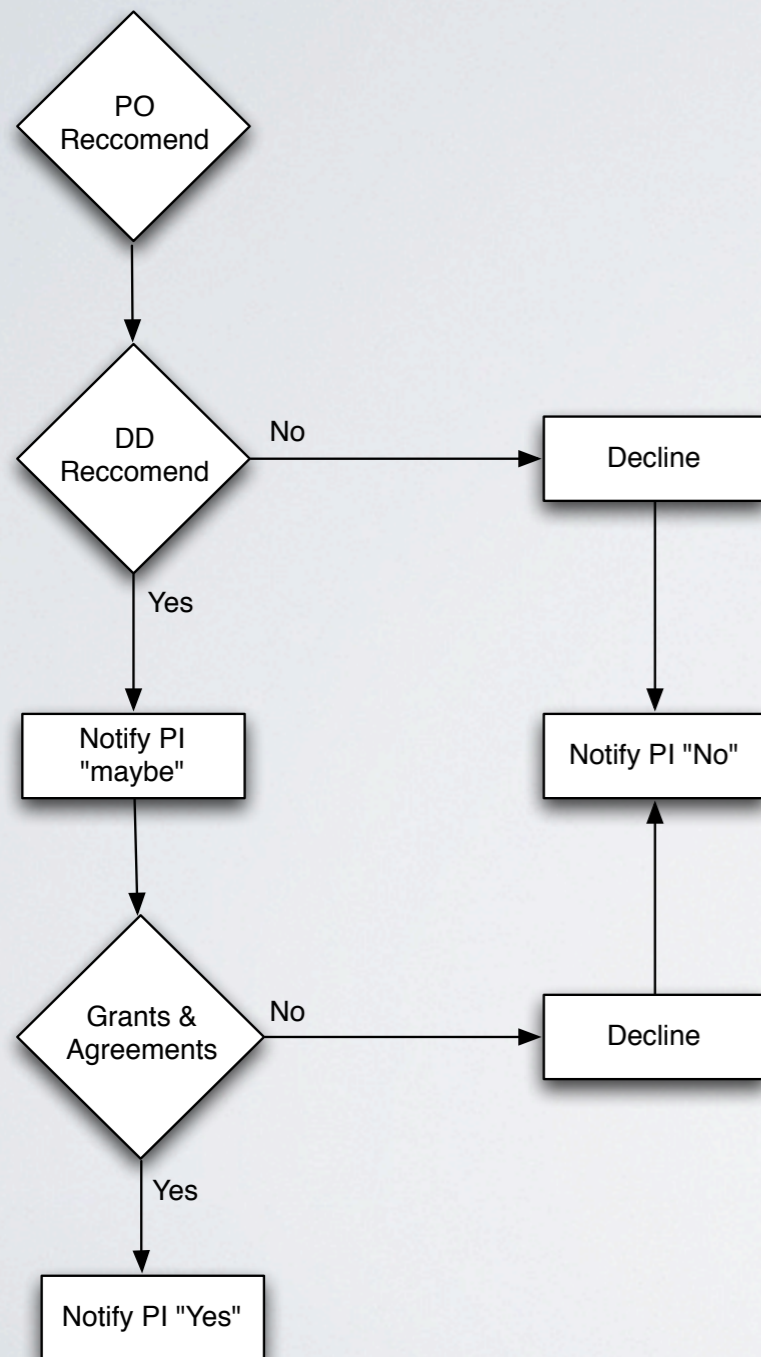 PO
Reccomend
DD
Reccomend
No
Decline
Yes
Notify PI
"maybe"
Notify PI "No"
Grants &
Agreements
No
Decline
Yes
Notify PI "Yes"